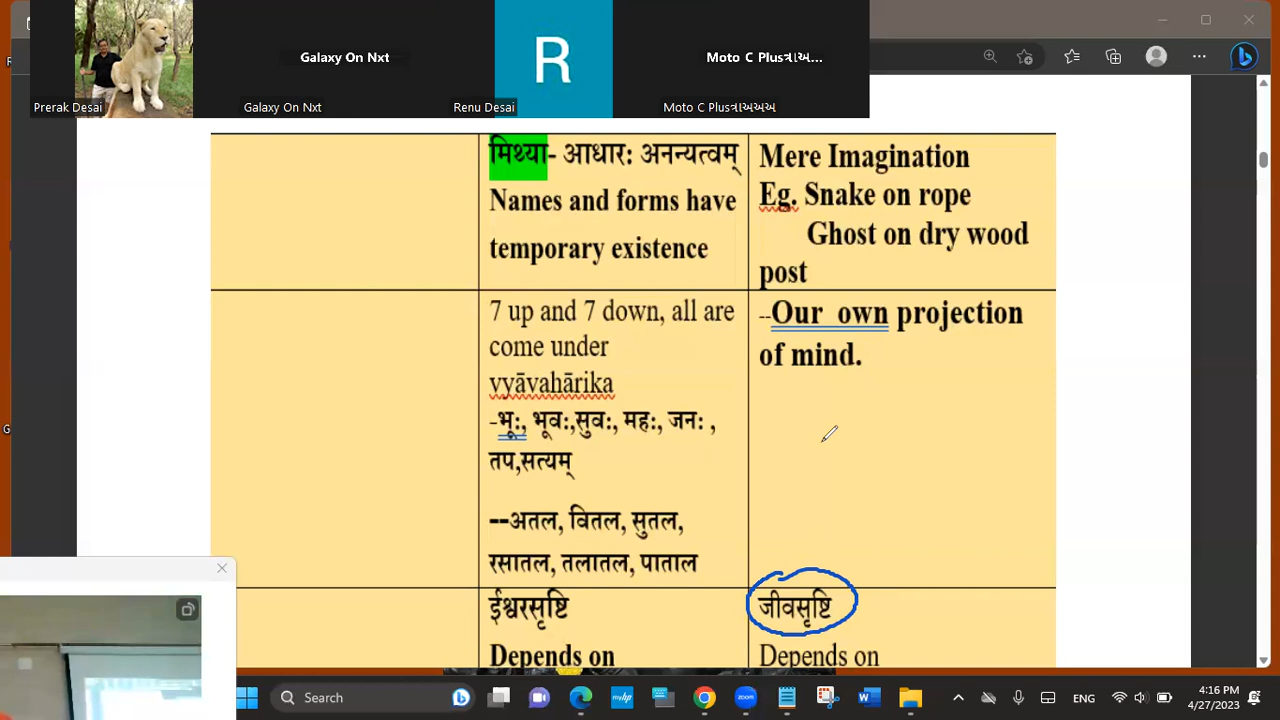 Galaxy On Nxt
R
Moto C Plusત્રાઅ...
Prerak Desai
Galaxy On Nxt
Renu Desai
Moto C Plusત્રાઅઅઅ
मिथ्या- आधार: अनन्यत्वम्
Names and forms have
temporary existence
Mere Imagination
Eg. Snake on rope
Ghost on dry wood
post
7 up and 7 down, all are
come under
vyāvahārika
-भू:, भूव:,सुव:, मह:, जन: ,
तप,सत्यम्
--अतल, वितल, सुतल,
रसातल, तलातल, पाताल
--Our own projection
of mind.
ईश्वरसृष्टि
Depends on
जीवसृष्टि
Depends on
Search
ENG
4:16 PM
4/27/2023